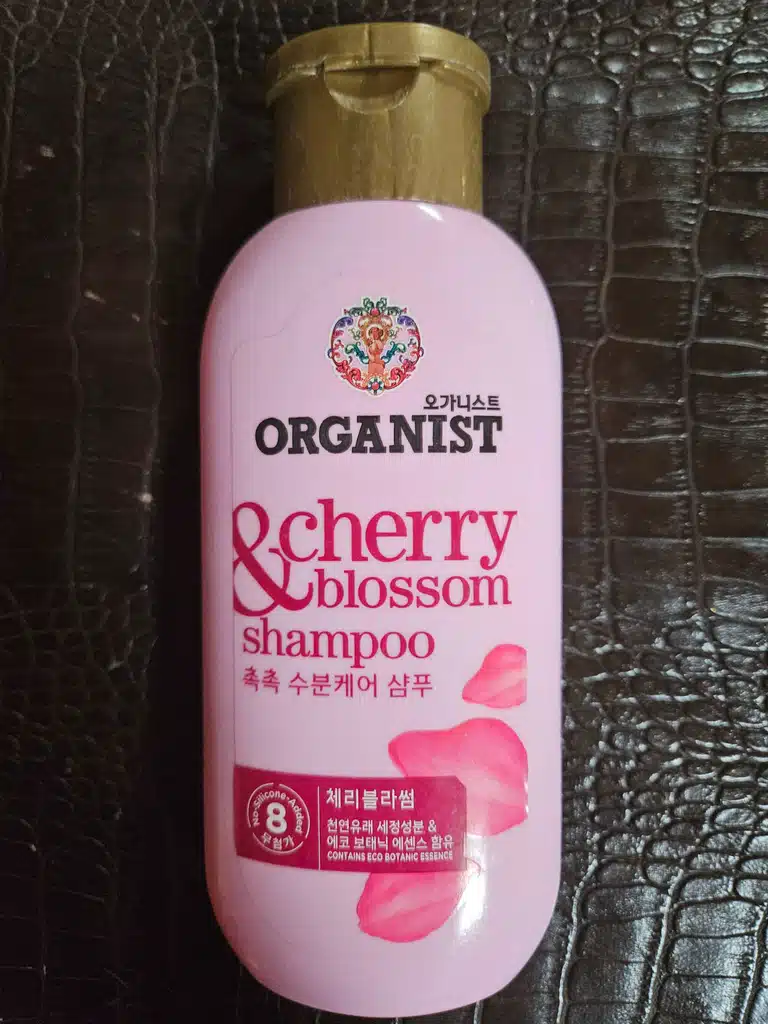 오가니스트
ORGANIST
&cherry
blossom
shampoo
촉촉 수분케어 샴푸
No-Silicone-Added
8
무첨가
체리블라썸
천연유래 세정성분 &
에코 보태닉 에센스 함유
CONTAINS ECO BOTANIC ESSENCE